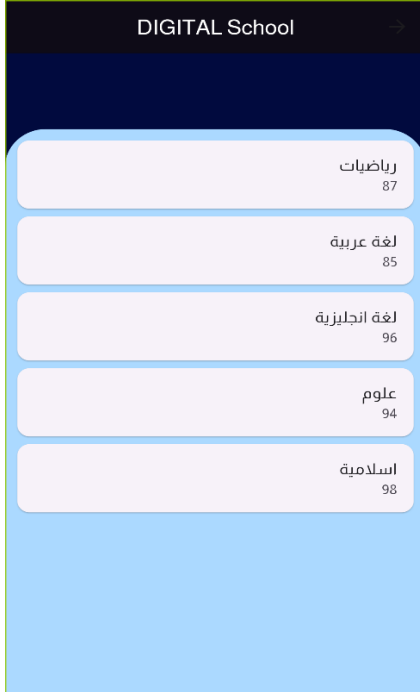 DIGITAL School
رياضيات
87
لغة عربية
85
لغة انجليزية
96
علوم
94
اسلامية
98